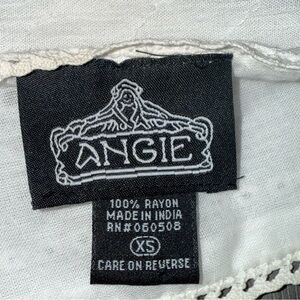 ANGIE
100% RAYON
MADE IN INDIA
RN#060508
XS
CARE ON REVERSE